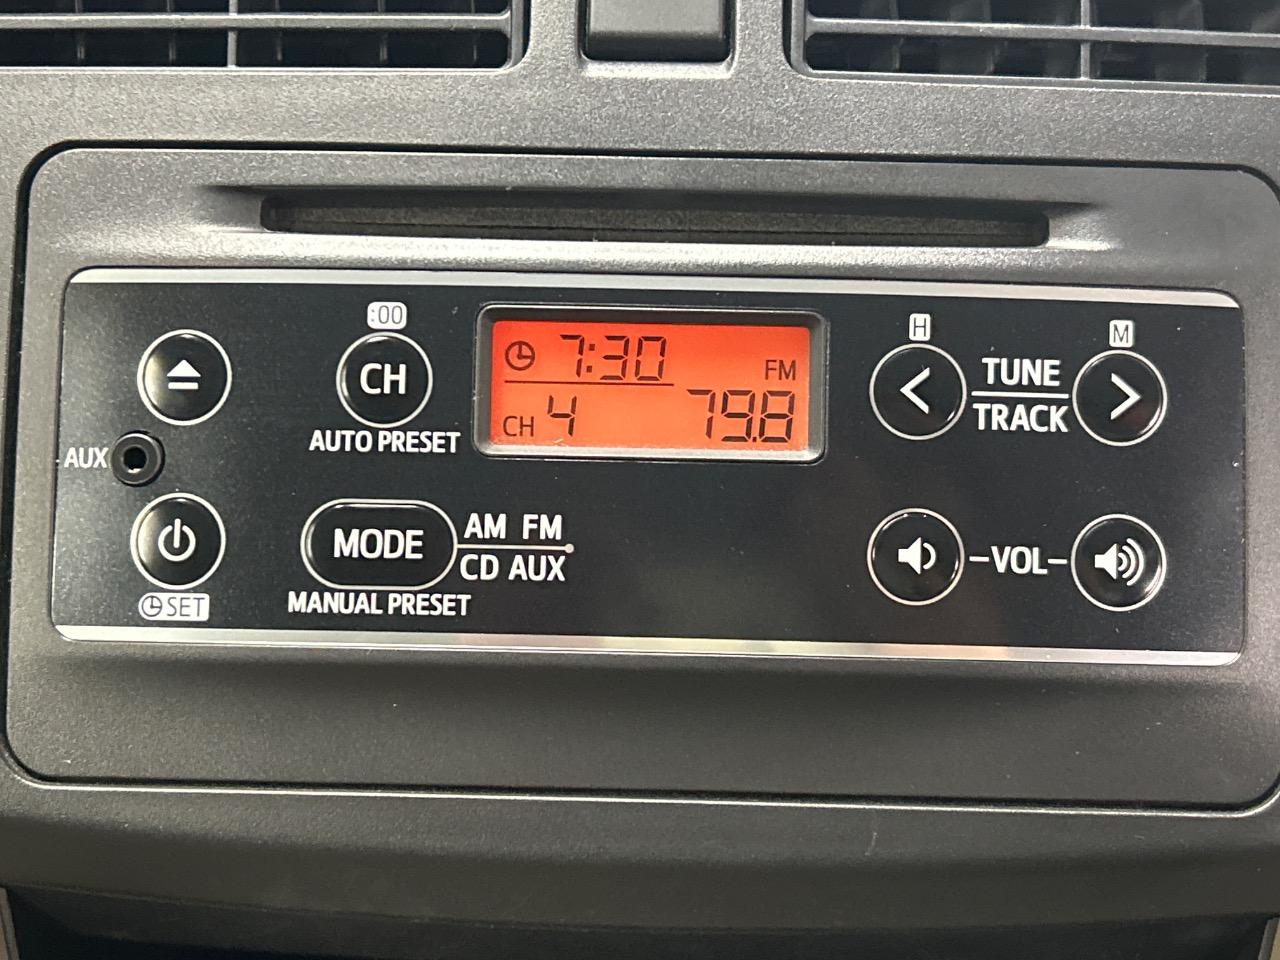 :00
H
M
CH
AUTO PRESET
7:30
FM
CH 4
79.8
TUNE
TRACK
AUX
MODE
AM FM
CD AUX
MANUAL PRESET
SET
-VOL-